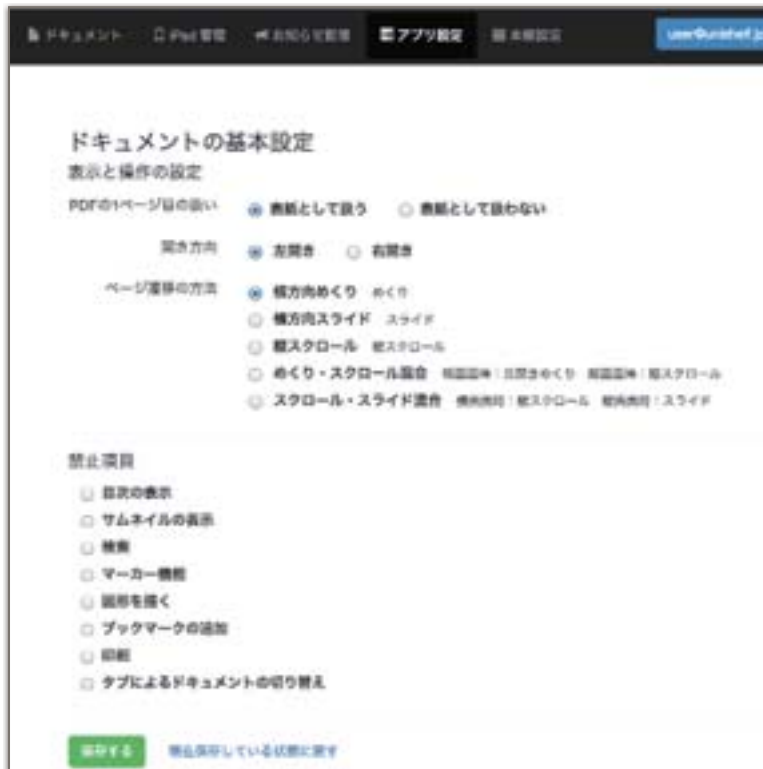 ドキュメント iPad管理 お知らせ管理 アプリ設定 本棚設定
ドキュメントの基本設定
表示と操作の設定
PDFの1ページ目の扱い 表紙として扱う 表紙として扱わない
開き方向 左開き 右開き
ページ遷移の方法 横方向めくり めくり
横方向スライド スライド
縦スクロール 縦スクロール
めくり・スクロール混合
スクロール・スライド混合
禁止項目
目次の表示
サムネイルの表示
検索
マーカー機能
図形を描く
ブックマークの追加
印刷
タブによるドキュメントの切り替え
保存する 現在保存している状態に戻す